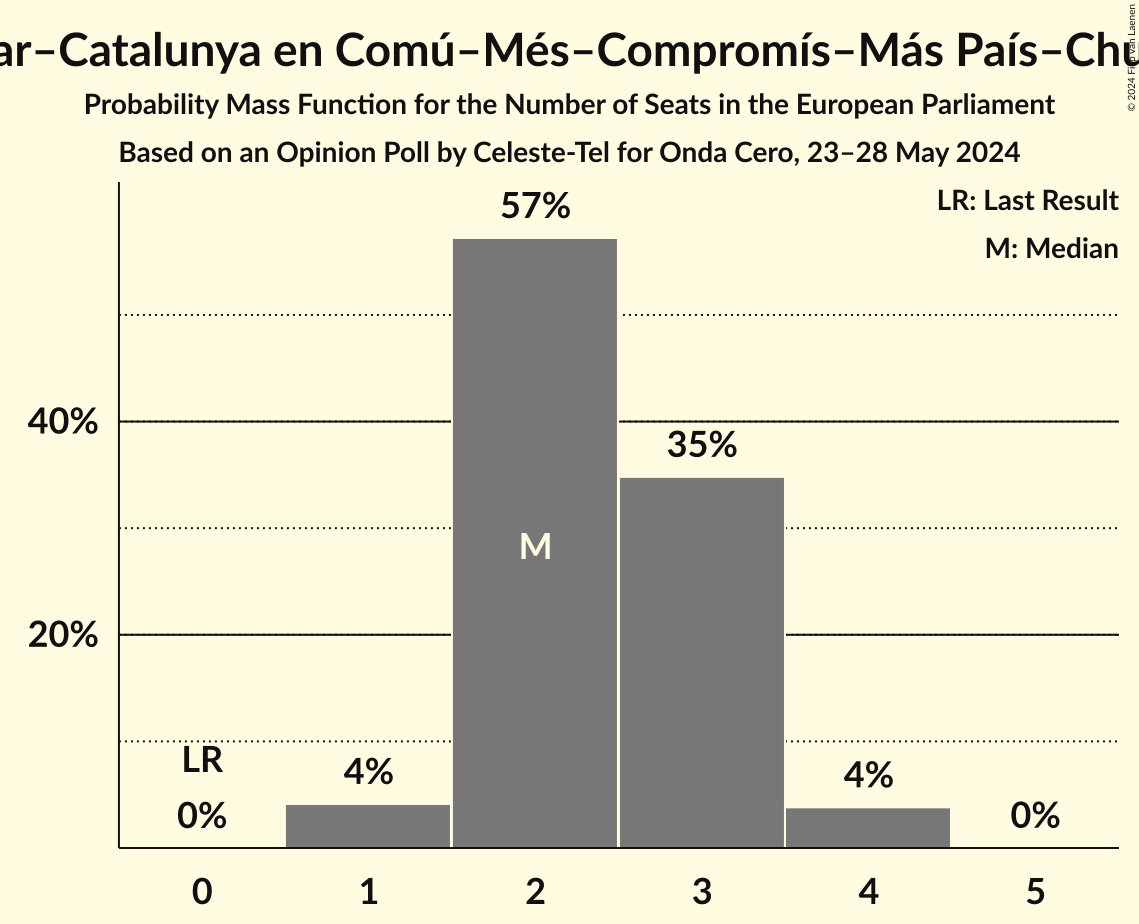 ar–Catalunya en Comú–Més–Compromís–Más País–Chu
© 2024 Filip van Laenen
Probability Mass Function for the Number of Seats in the European Parliament
Based on an Opinion Poll by Celeste-Tel for Onda Cero, 23–28 May 2024
LR: Last Result
M: Median
57%
40%
35%
M
20%
LR
0%
4%
4%
0%
0 1 2 3 4 5